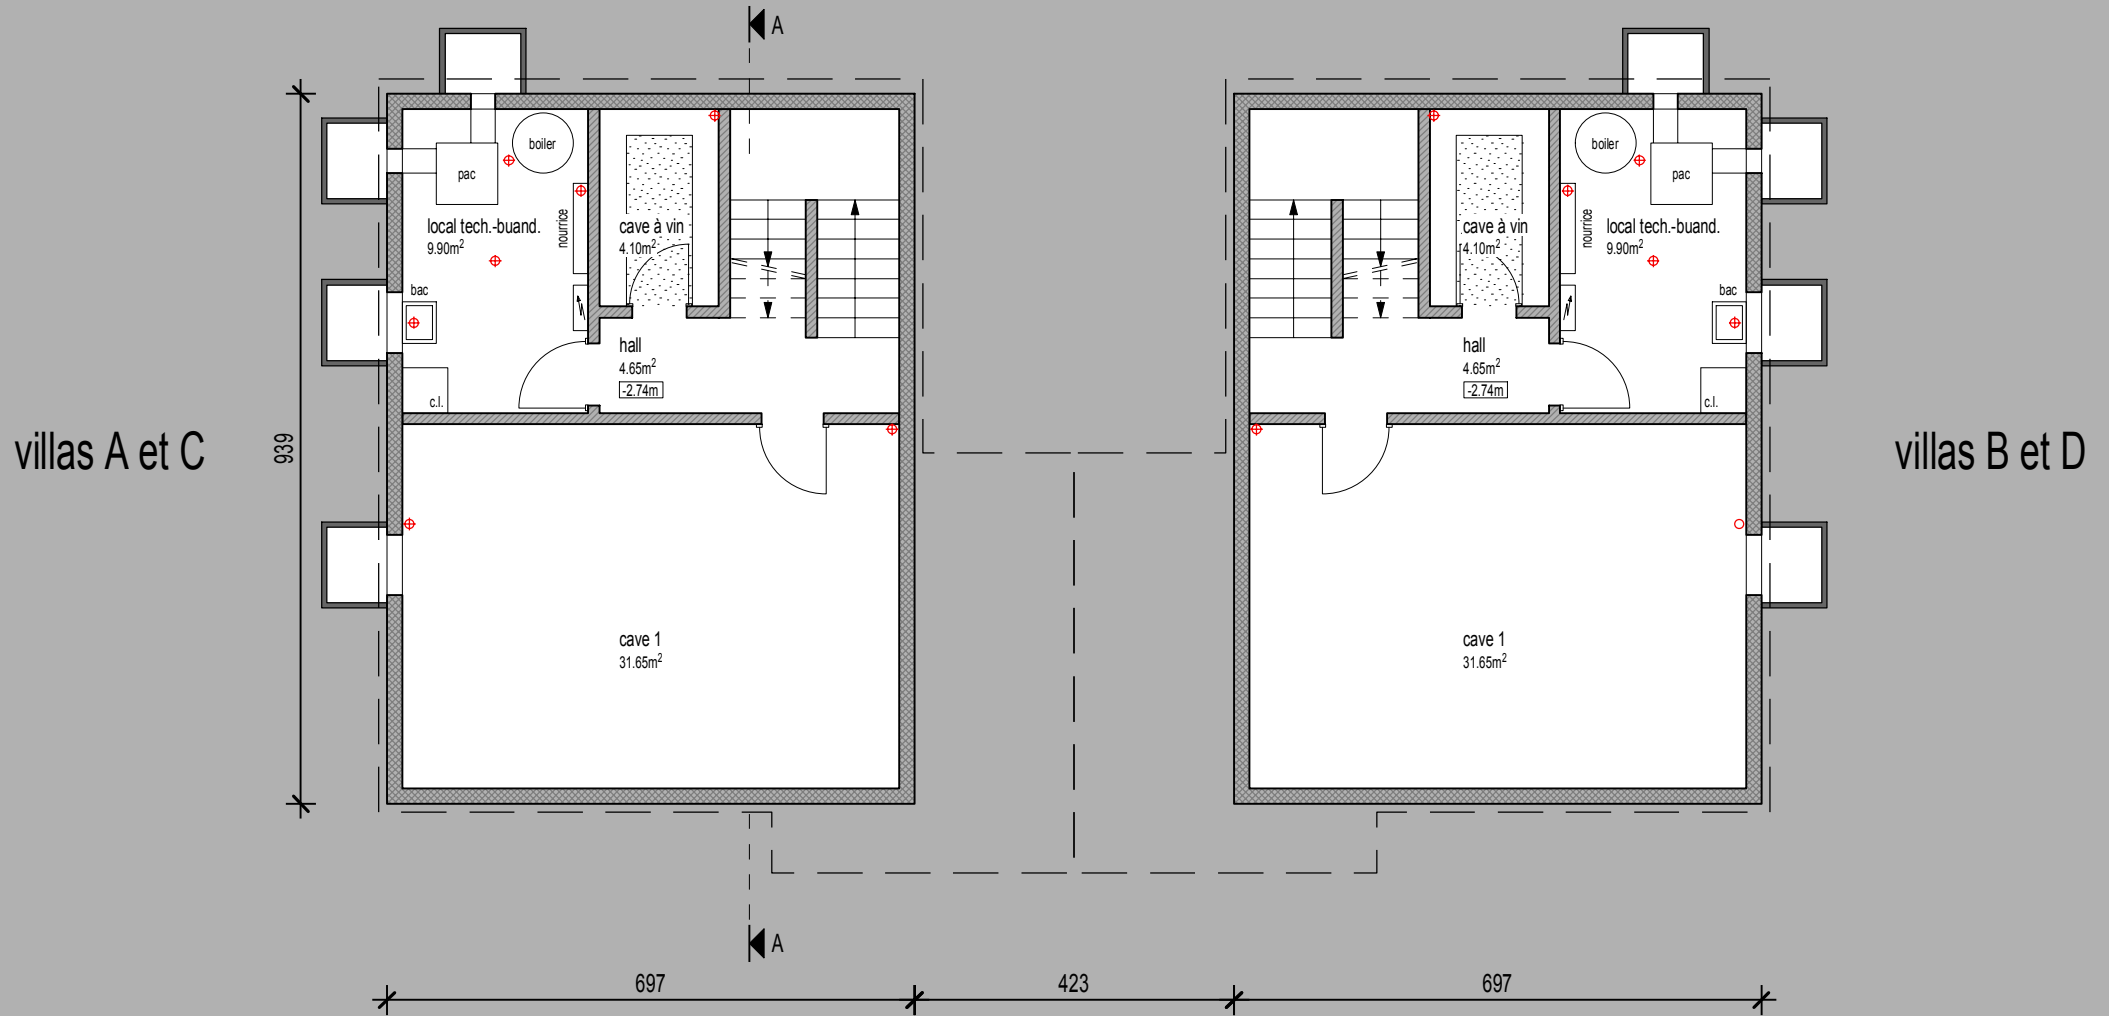 A
boiler
pac
local tech.-buand.
9.90m²
nourrice
cave à vin
4.10m²
bac
hall
4.65m²
-2.74m
c.l.
villas A et C
939
cave 1
31.65m²
boiler
pac
cave à vin
4.10m²
nourrice
local tech.-buand.
9.90m²
bac
hall
4.65m²
-2.74m
c.l.
villas B et D
cave 1
31.65m²
A
697
423
697